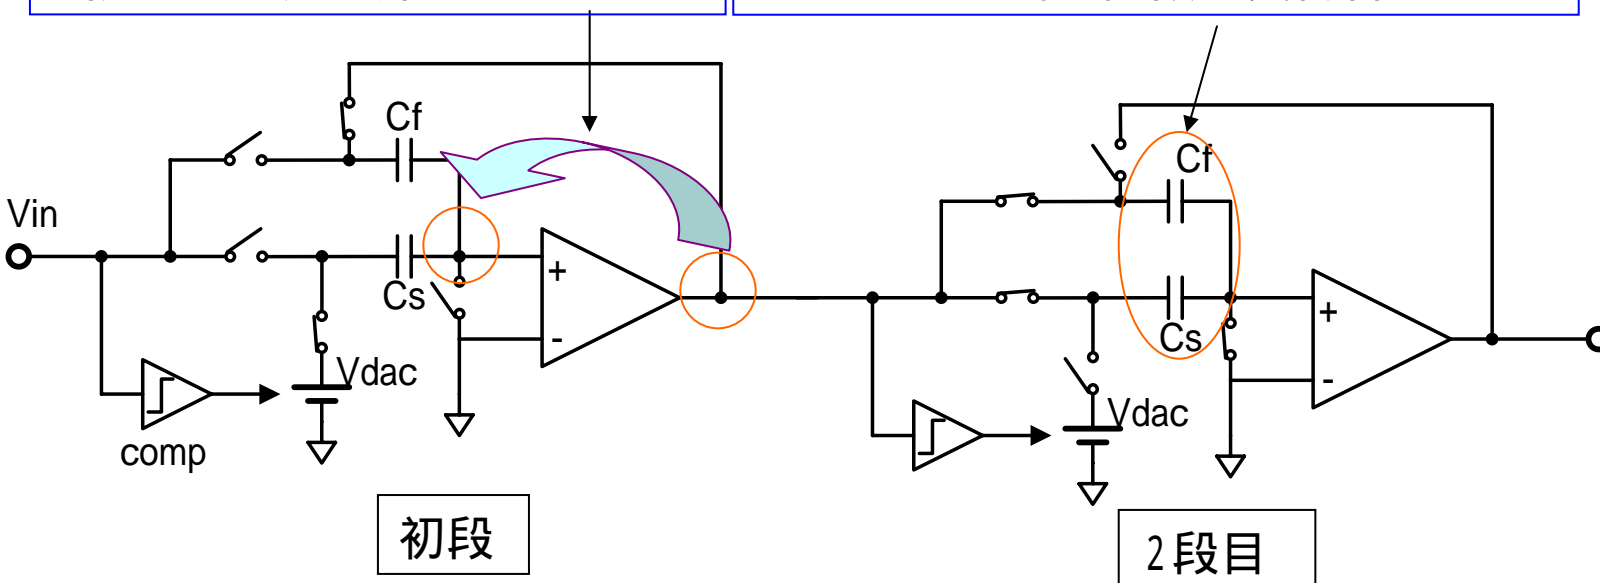 Cf
Vin
+
Cs
-
Vdac
comp
初段
Cf
+
Cs
-
Vdac
2段目